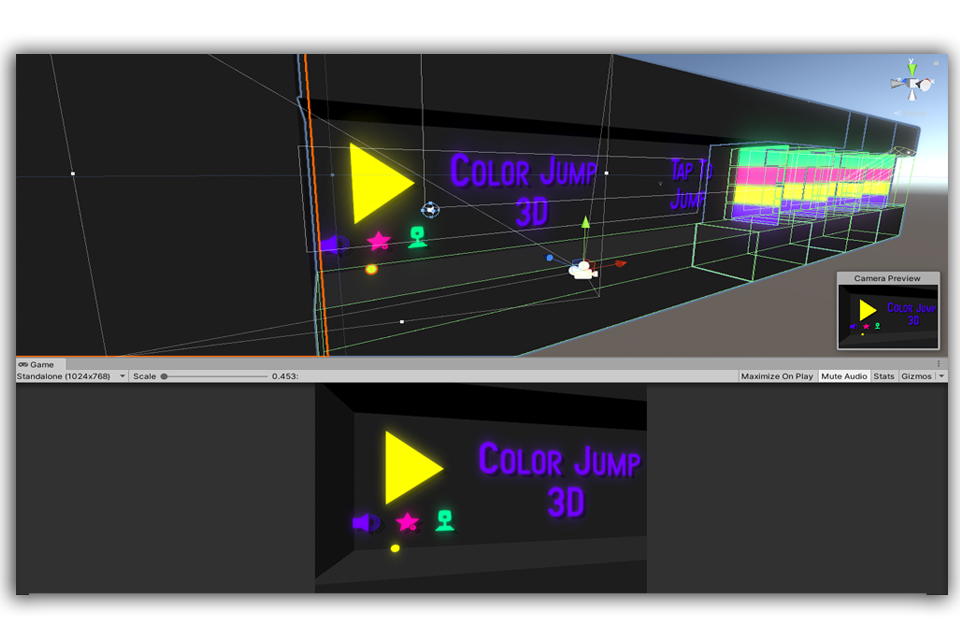 y
COLOR JUMP
3D
TAP TO
JUMP
Camera Preview
COLOR JUMP
3D
Game
Standalone (1024x768) Scale 0.453: Maximize On Play Mute Audio Stats Gizmos
COLOR JUMP
3D